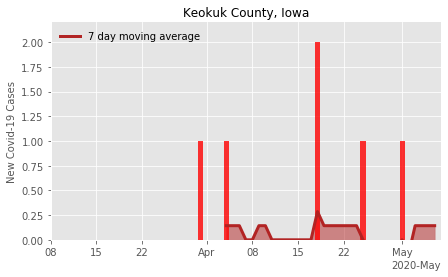 Keokuk County, Iowa
7 day moving average
New Covid-19 Cases
2.00
1.75
1.50
1.25
1.00
0.75
0.50
0.25
0.00
08 15 22 Apr 08 15 22 May
2020-May